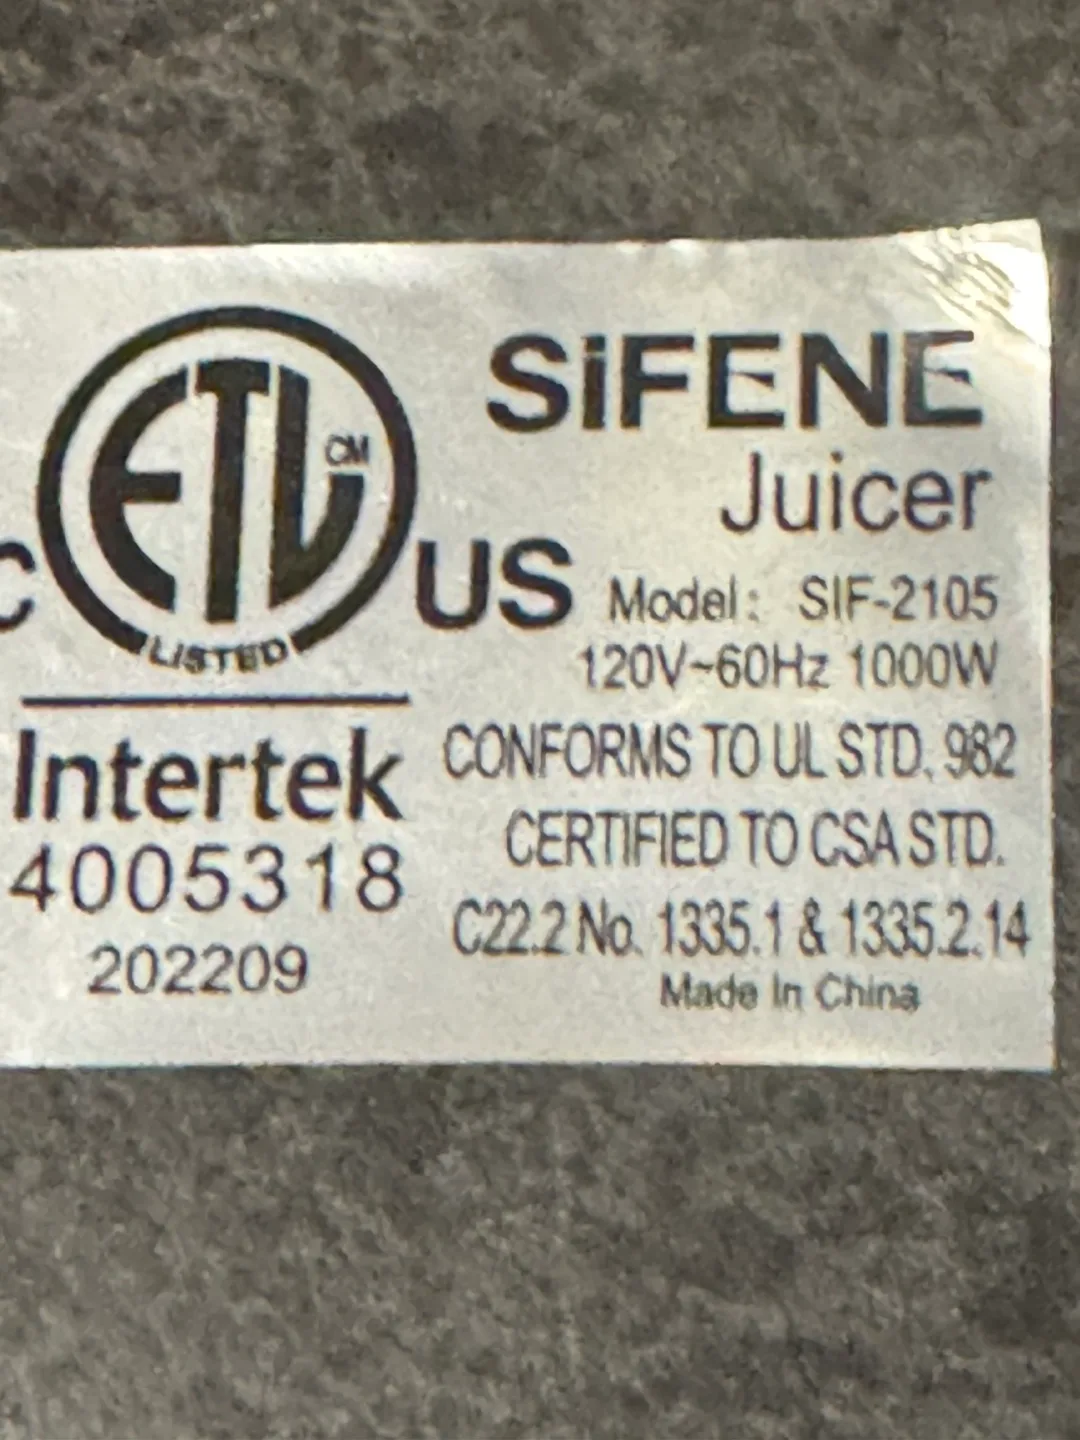 C ETL CM US
LISTED
Intertek
4005318
202209
SiFENE
Juicer
Model: SIF-2105
120V~60Hz 1000W
CONFORMS TO UL STD. 982
CERTIFIED TO CSA STD.
C22.2 No. 1335.1 & 1335.2.14
Made In China